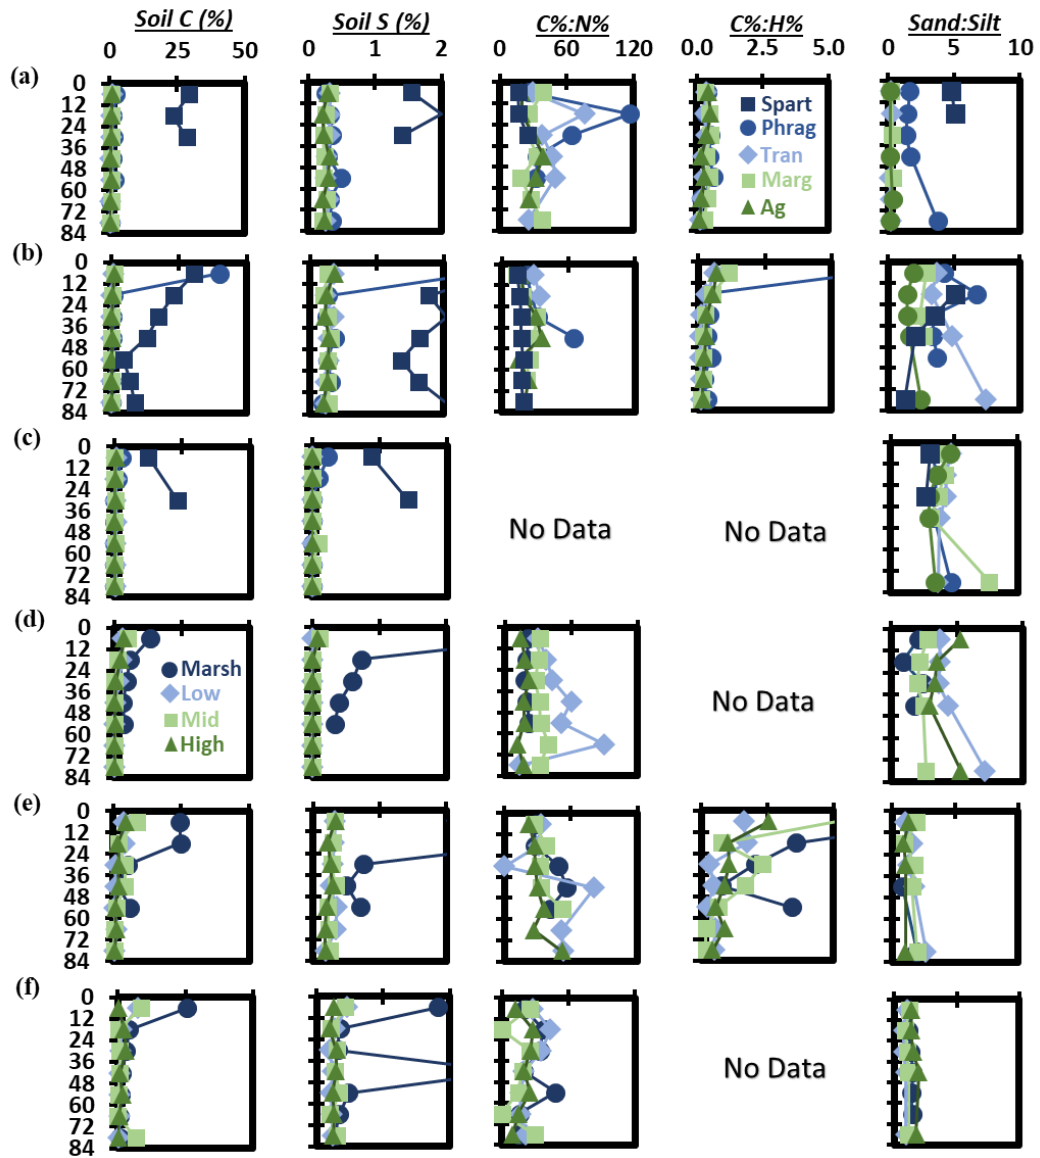 Soil C (%) Soil S (%) C%:N% C%:H% Sand:Silt
0 25 50 0 1 2 0 60 120 0.0 2.5 5.0 0 5 10
(a)
0
12
24
36
48
60
72
84
Spart
Phrag
Tran
Marg
Ag
(b)
0
12
24
36
48
60
72
84
(c)
0
12
24
36
48
60
72
84
No Data No Data
(d)
0
12
24
36
48
60
72
84
Marsh
Low
Mid
High
No Data
(e)
0
12
24
36
48
60
72
84
(f)
0
12
24
36
48
60
72
84
No Data